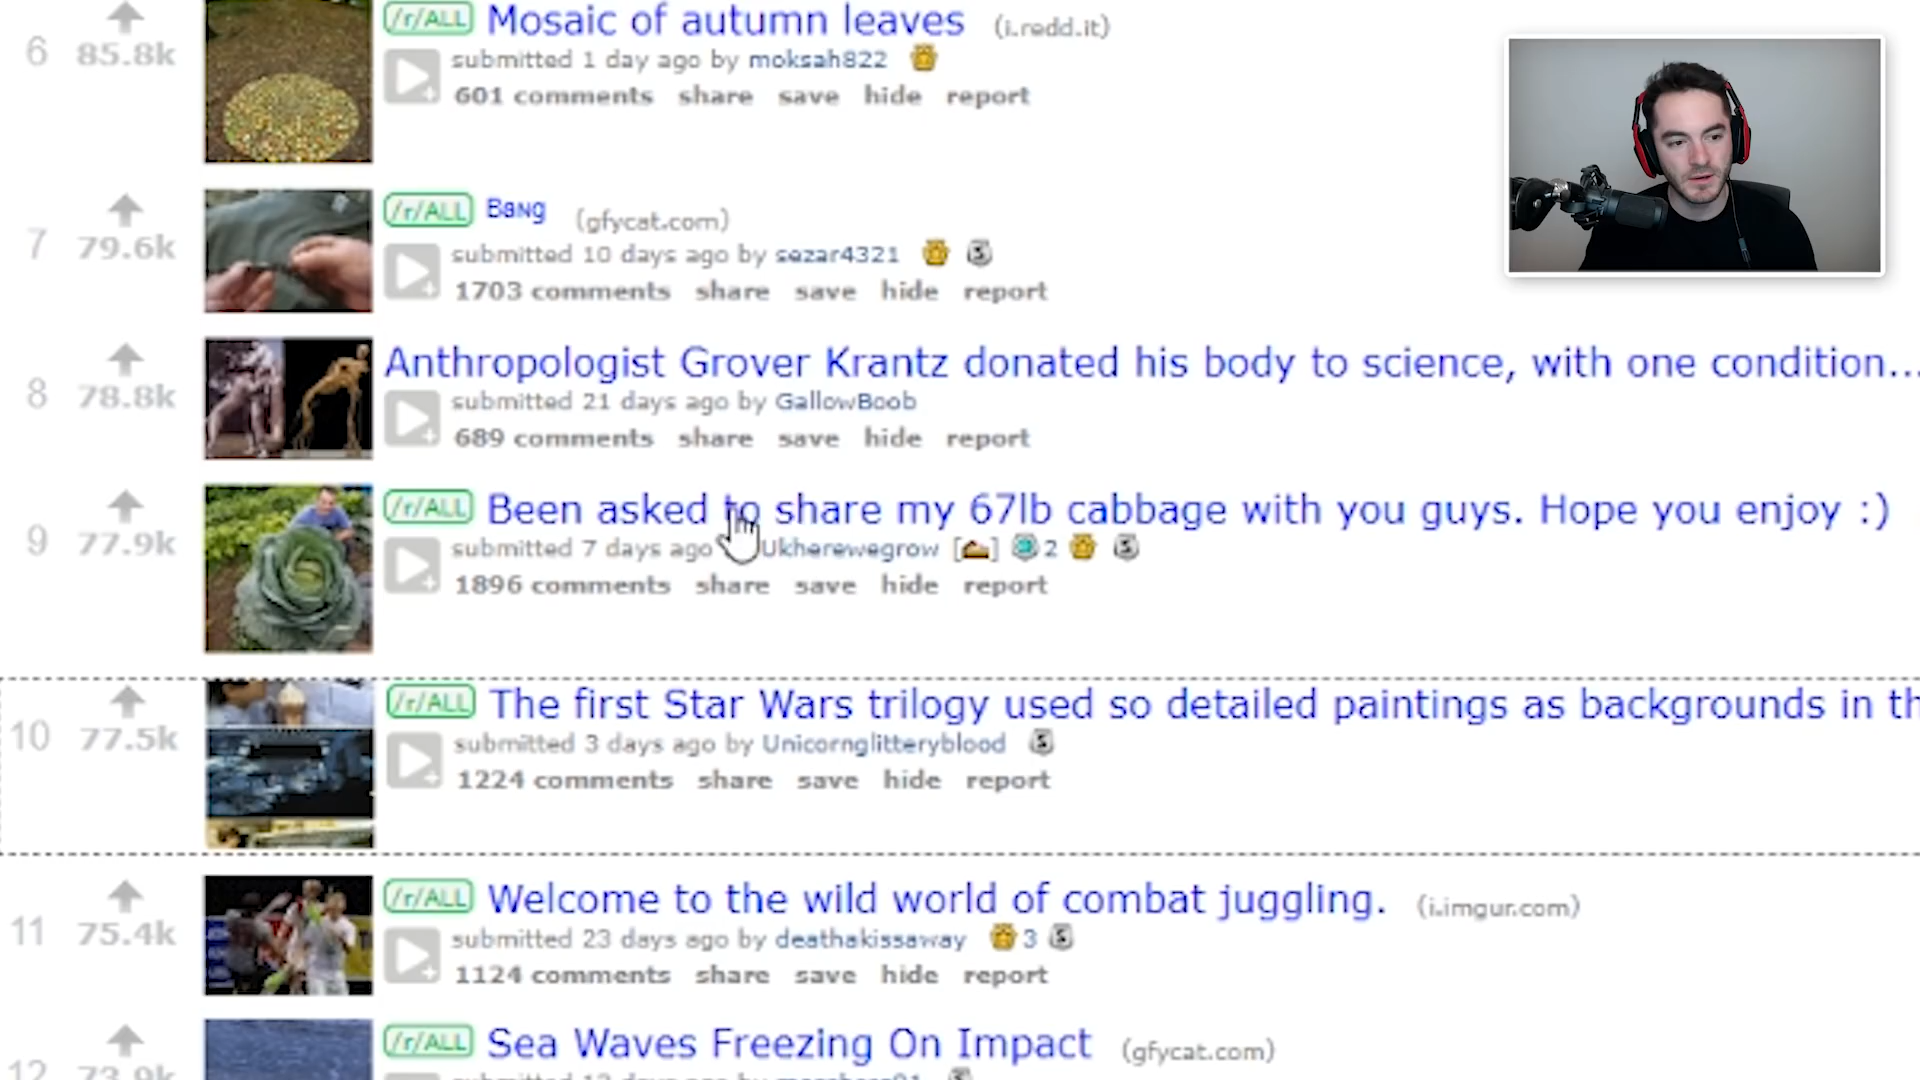 6 85.8k /r/ALL Mosaic of autumn leaves (i.redd.it)
submitted 1 day ago by moksah822
601 comments share save hide report
7 79.6k /r/ALL Bang (gfycat.com)
submitted 10 days ago by sezar4321
1703 comments share save hide report
8 78.8k Anthropologist Grover Krantz donated his body to science, with one condition...
submitted 21 days ago by GallowBoob
689 comments share save hide report
9 77.9k /r/ALL Been asked to share my 67lb cabbage with you guys. Hope you enjoy :)
submitted 7 days ago Ukherewegrow [ ] 2
1896 comments share save hide report
10 77.5k /r/ALL The first Star Wars trilogy used so detailed paintings as backgrounds in th
submitted 3 days ago by Unicornglitteryblood
1224 comments share save hide report
11 75.4k /r/ALL Welcome to the wild world of combat juggling. (i.imgur.com)
submitted 23 days ago by deathakissaway 3
1124 comments share save hide report
12 73.9k /r/ALL Sea Waves Freezing On Impact (gfycat.com)